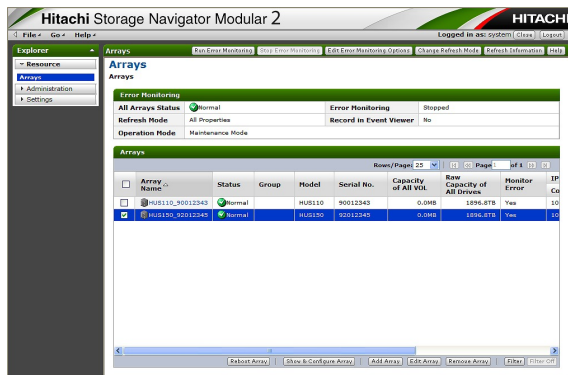 Hitachi Storage Navigator Modular 2
HITACHI
File Go Help
Logged in as: system Close Logout
Explorer
Arrays
Run Error Monitoring Stop Error Monitoring Edit Error Monitoring Options Change Refresh Mode Refresh Information Help
Resource
Arrays
Administration
Settings
Arrays
Arrays
Error Monitoring
All Arrays Status Normal Error Monitoring Stopped
Refresh Mode All Properties Record in Event Viewer No
Operation Mode Maintenance Mode
Arrays
Rows/Page: 25 Page 1 of 1
Array Name Status Group Model Serial No. Capacity of All VOL Raw Capacity of All Drives Monitor Error IP Co
HUS110_90012343 Normal HUS110 90012343 0.0MB 1896.8TB Yes 10
HUS150_92012345 Normal HUS150 92012345 0.0MB 1896.8TB Yes 10
Reboot Array Show & Configure Array Add Array Edit Array Remove Array Filter Filter Off